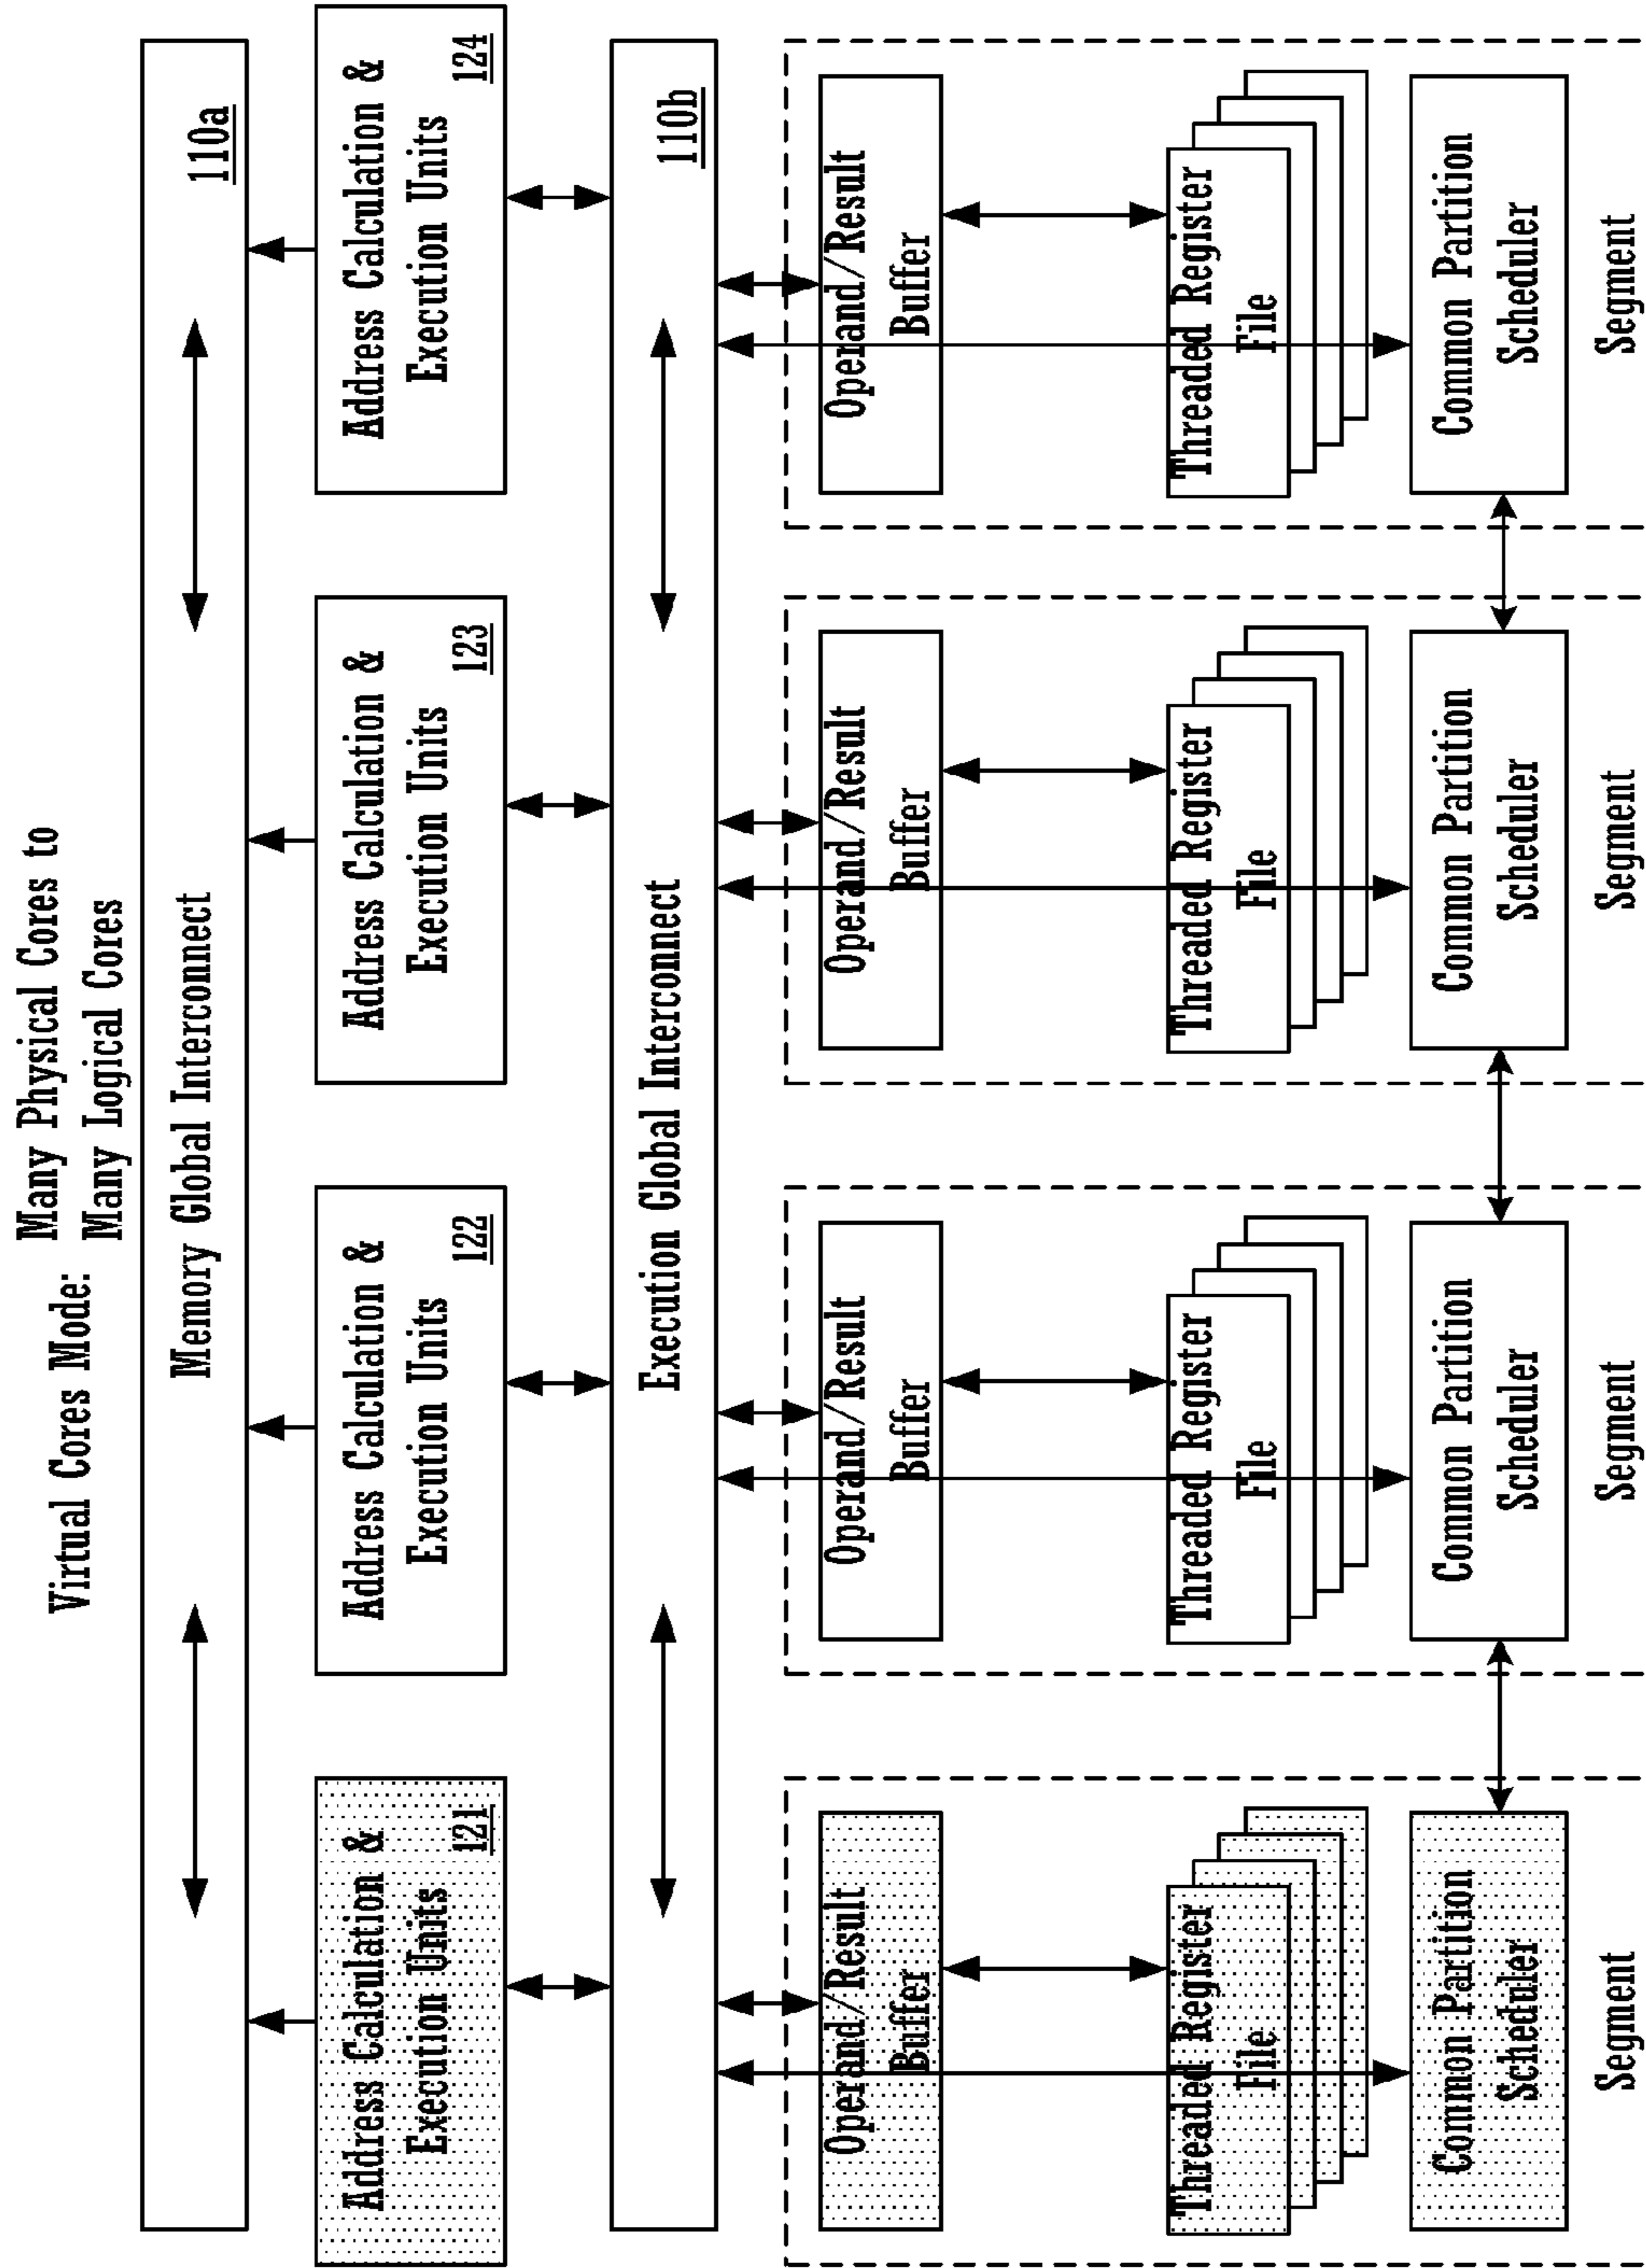 Virtual Cores Mode: Many Physical Cores to
Many Logical Cores
Memory Global Interconnect
110a
Address Calculation &
Execution Units
121
Address Calculation &
Execution Units
122
Address Calculation &
Execution Units
123
Address Calculation &
Execution Units
124
Execution Global Interconnect
110b
Operand/Result
Buffer
Operand/Result
Buffer
Operand/Result
Buffer
Operand/Result
Buffer
Threaded Register
File
Threaded Register
File
Threaded Register
File
Threaded Register
File
Common Partition
Scheduler
Common Partition
Scheduler
Common Partition
Scheduler
Common Partition
Scheduler
Segment
Segment
Segment
Segment